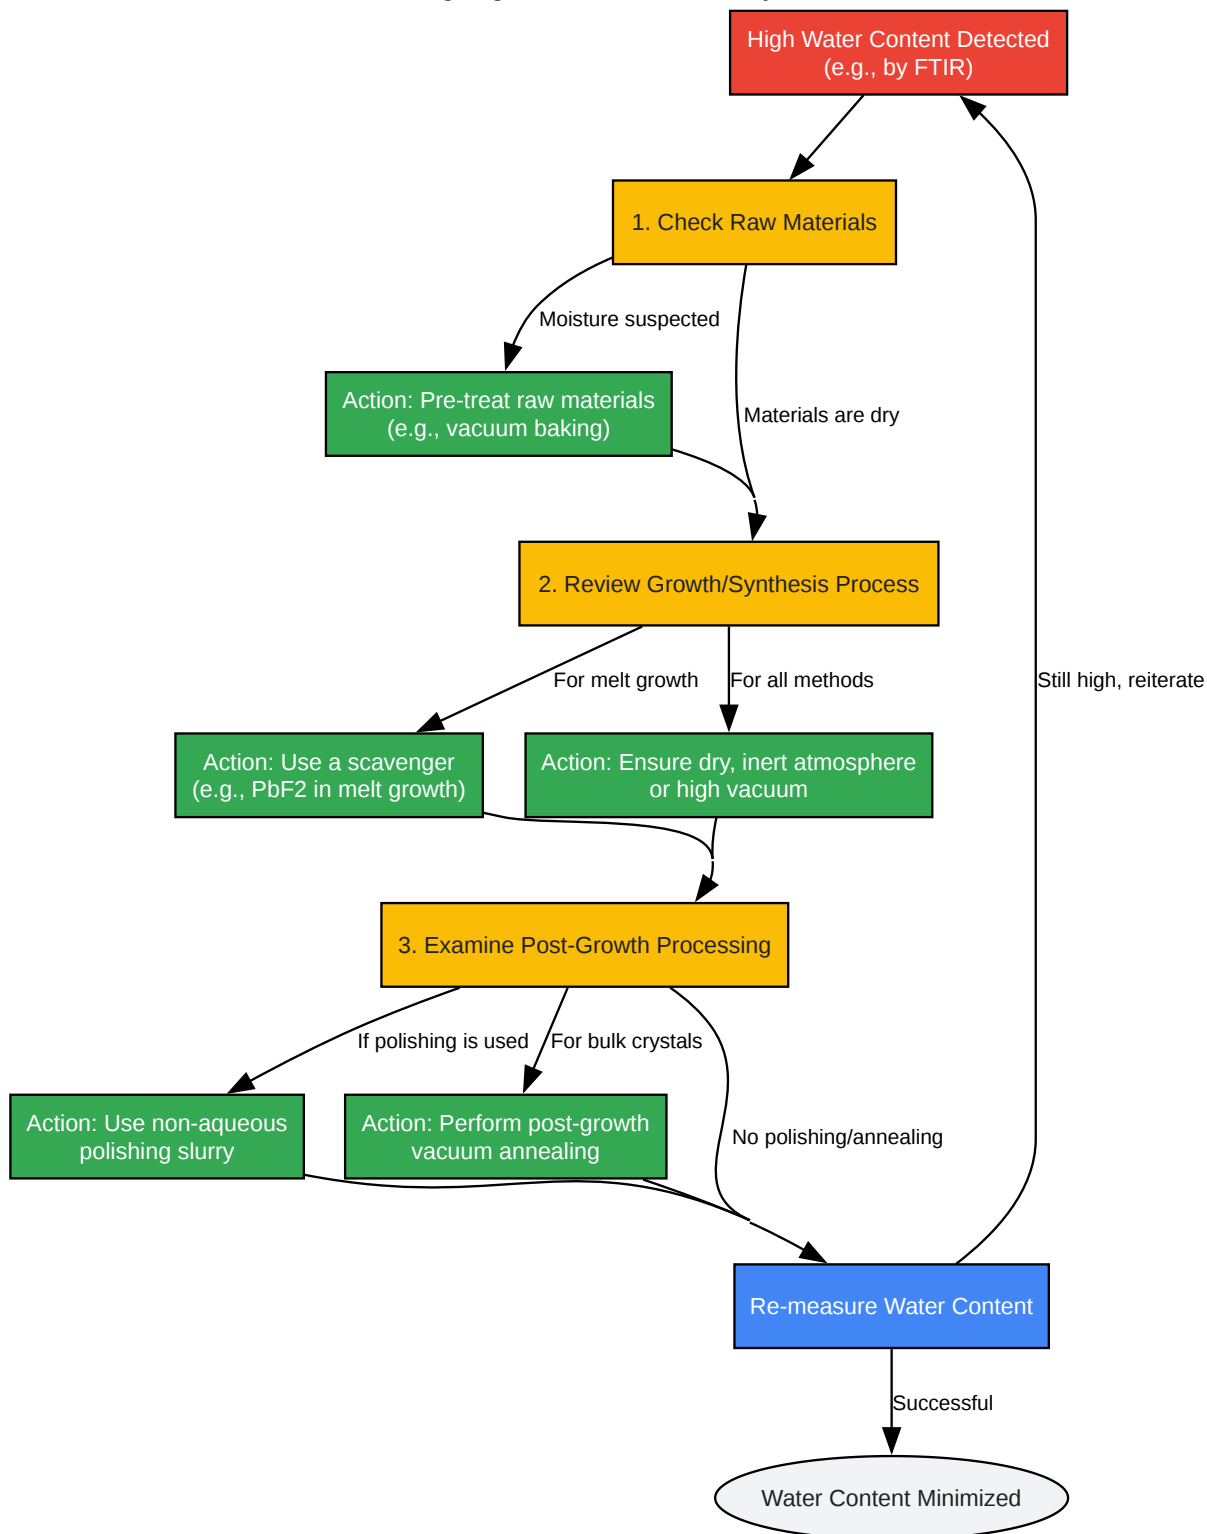 High Water Content Detected
(e.g., by FTIR)
1. Check Raw Materials
Moisture suspected
Action: Pre-treat raw materials
(e.g., vacuum baking)
Materials are dry
2. Review Growth/Synthesis Process
For melt growth
For all methods
Still high, reiterate
Action: Use a scavenger
(e.g., PbF2 in melt growth)
Action: Ensure dry, inert atmosphere
or high vacuum
3. Examine Post-Growth Processing
If polishing is used
For bulk crystals
Action: Use non-aqueous
polishing slurry
Action: Perform post-growth
vacuum annealing
No polishing/annealing
Re-measure Water Content
Successful
Water Content Minimized